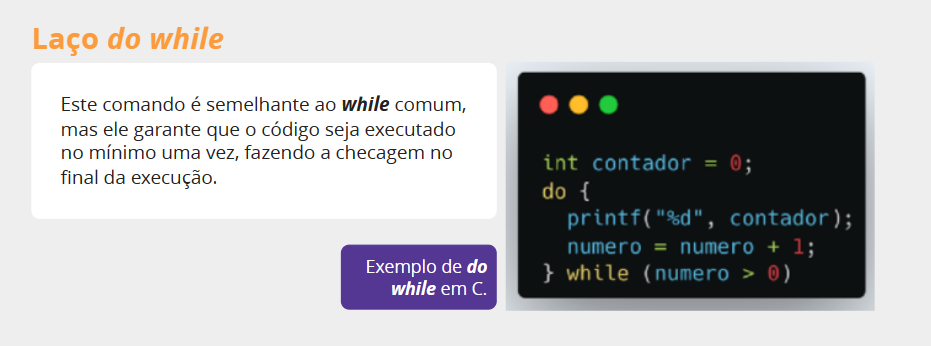 Laço do while
Este comando é semelhante ao while comum,
mas ele garante que o código seja executado
no mínimo uma vez, fazendo a checagem no
final da execução.
Exemplo de do
while em C.
int contador = 0;
do {
  printf("%d", contador);
  numero = numero + 1;
} while (numero > 0)